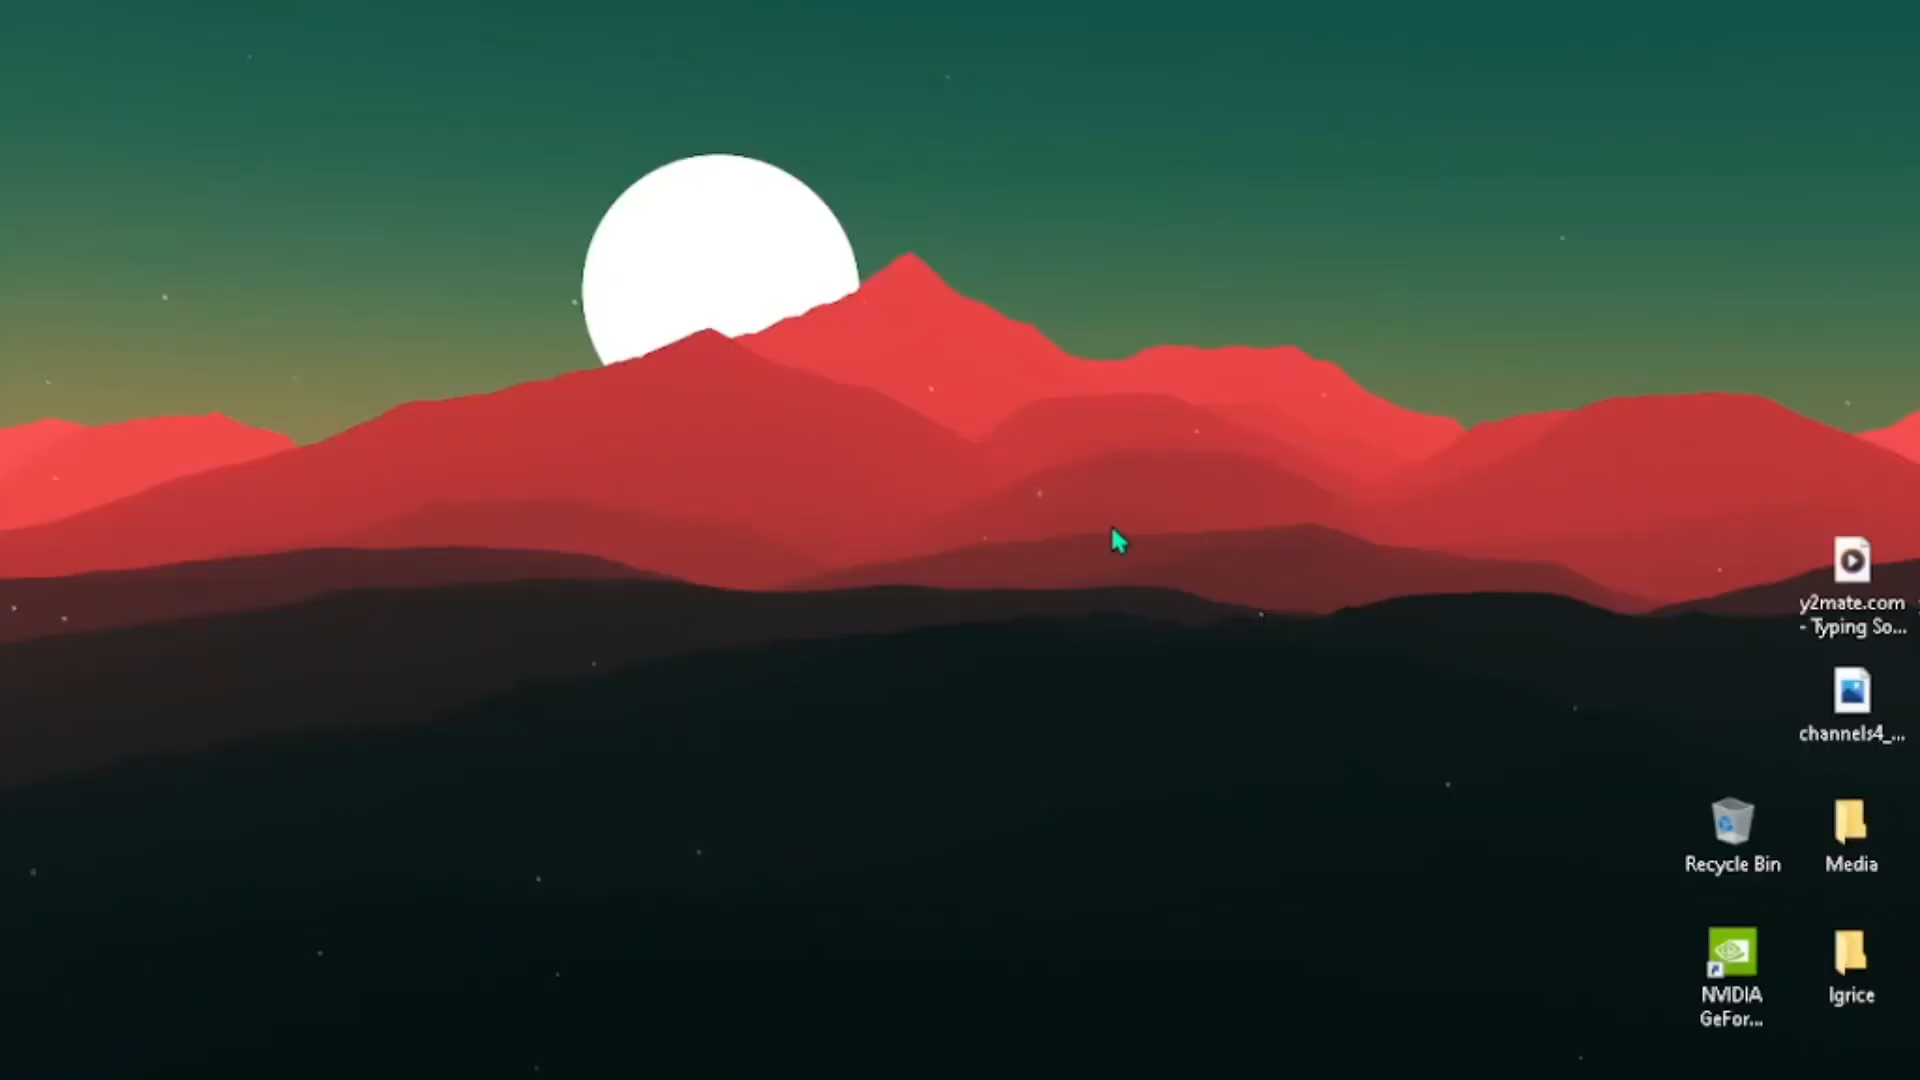 y2mate.com
- Typing So...
channels4_...
Recycle Bin
Media
NVIDIA
GeFor...
Igrice